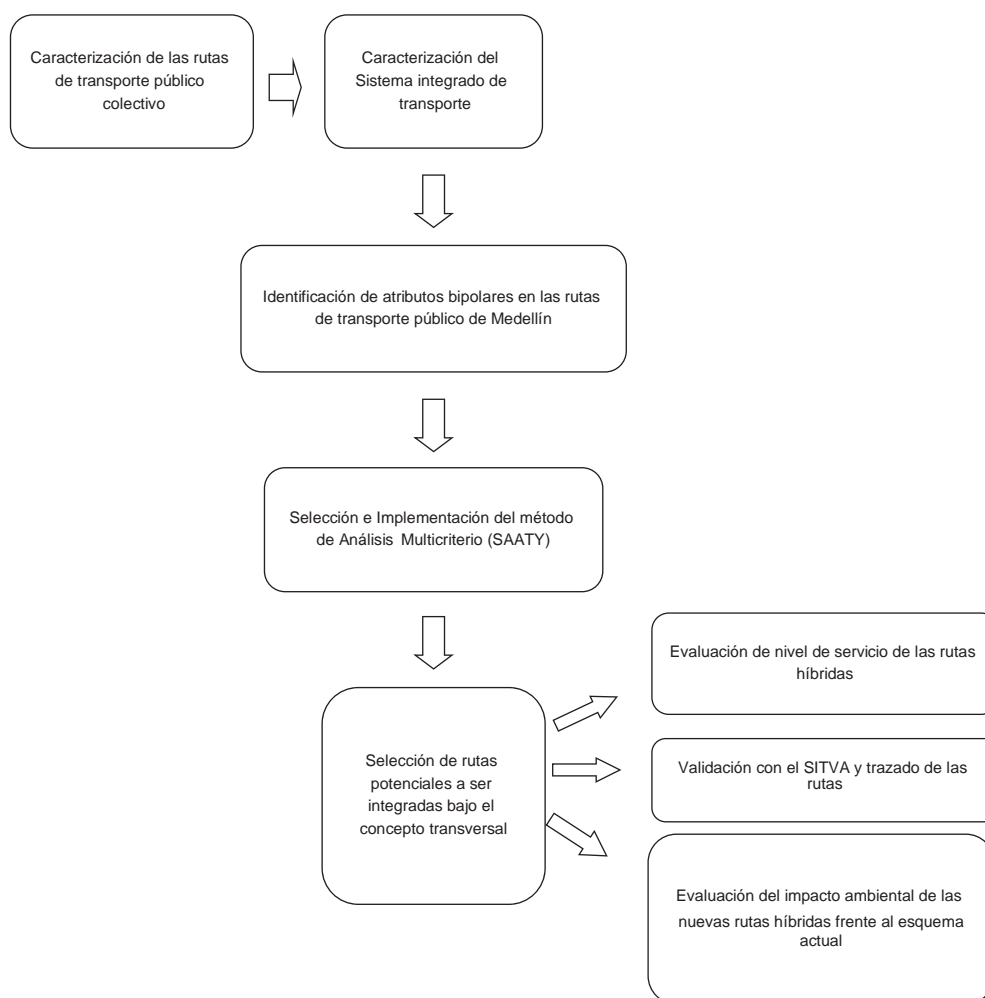 Caracterización de las rutas
de transporte público
colectivo
Caracterización del
Sistema integrado de
transporte
Identificación de atributos bipolares en las rutas
de transporte público de Medellín
Selección e Implementación del método
de Análisis Multicriterio (SAATY)
Selección de rutas
potenciales a ser
integradas bajo el
concepto transversal
Evaluación de nivel de servicio de las rutas
híbridas
Validación con el SITVA y trazado de las
rutas
Evaluación del impacto ambiental de las
nuevas rutas híbridas frente al esquema
actual